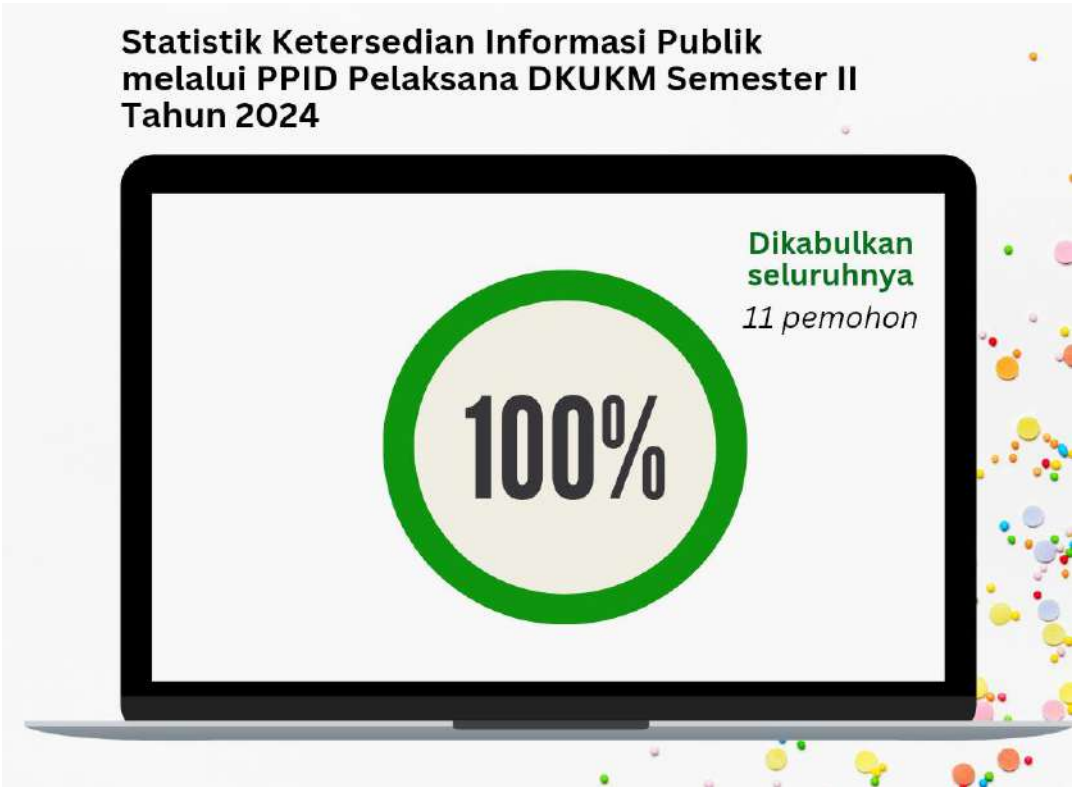 Statistik Ketersedian Informasi Publik
melalui PPID Pelaksana DKUKM Semester II
Tahun 2024
Dikabulkan
seluruhnya
11 pemohon
100%